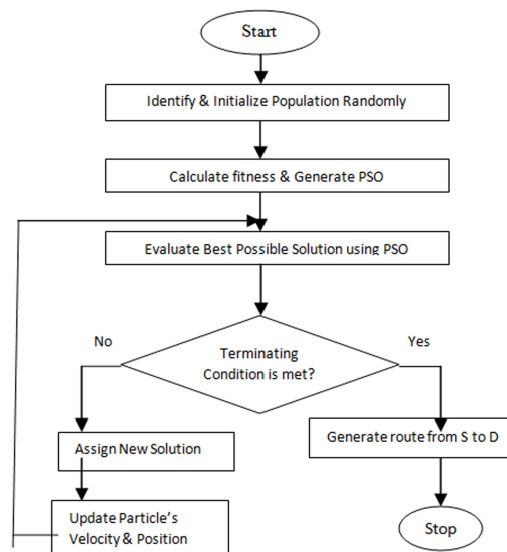 Start
Identify & Initialize Population Randomly
Calculate fitness & Generate PSO
Evaluate Best Possible Solution using PSO
No
Yes
Terminating
Condition is met?
Assign New Solution
Generate route from S to D
Update Particle's
Velocity & Position
Stop